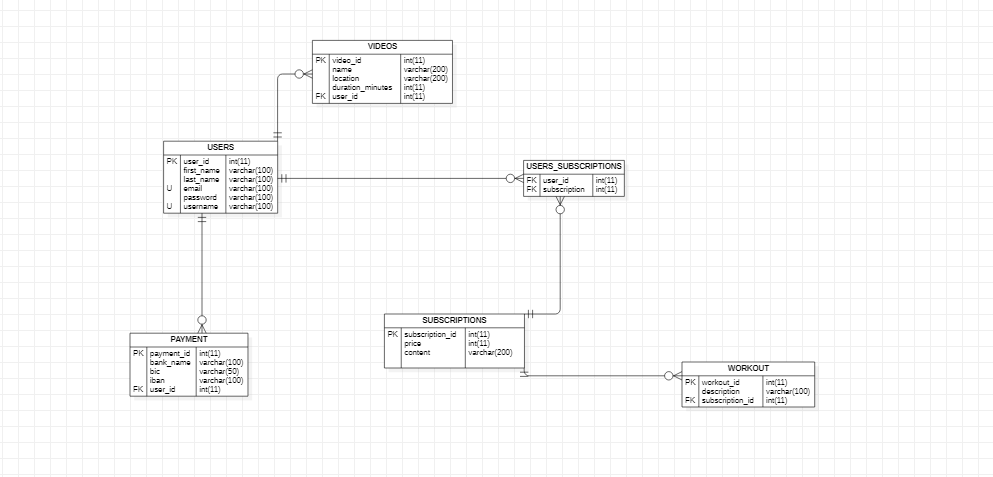 VIDEOS
PK video_id int(11)
name varchar(200)
location varchar(200)
duration_minutes int(11)
FK user_id int(11)
USERS
PK user_id int(11)
first_name varchar(100)
last_name varchar(100)
U email varchar(100)
password varchar(100)
U username varchar(100)
USERS_SUBSCRIPTIONS
FK user_id int(11)
FK subscription int(11)
SUBSCRIPTIONS
PK subscription_id int(11)
price int(11)
content varchar(200)
PAYMENT
PK payment_id int(11)
bank_name varchar(100)
bic varchar(50)
iban varchar(100)
FK user_id int(11)
WORKOUT
PK workout_id int(11)
description varchar(100)
FK subscription_id int(11)